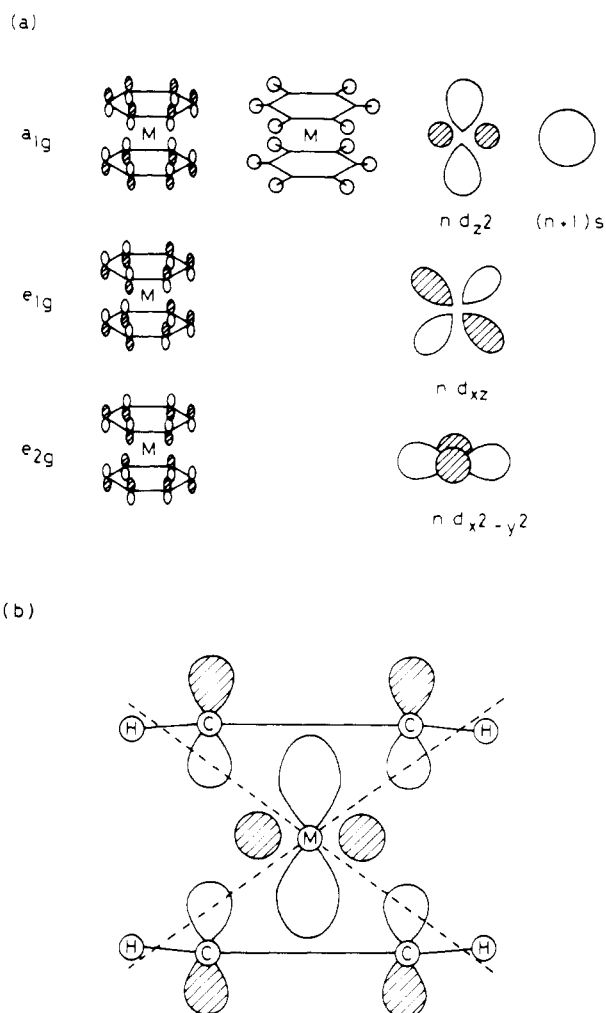 (a)
a1g M M
n dz2 (n+1)s
e1g M
n dxz
e2g M
n dx2-y2
(b)
H C C H
M
H C C H